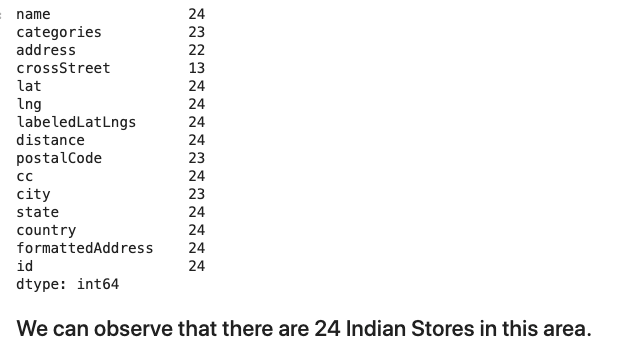 name 24
categories 23
address 22
crossStreet 13
lat 24
lng 24
labeledLatLngs 24
distance 24
postalCode 23
cc 24
city 23
state 24
country 24
formattedAddress 24
id 24
dtype: int64
We can observe that there are 24 Indian Stores in this area.